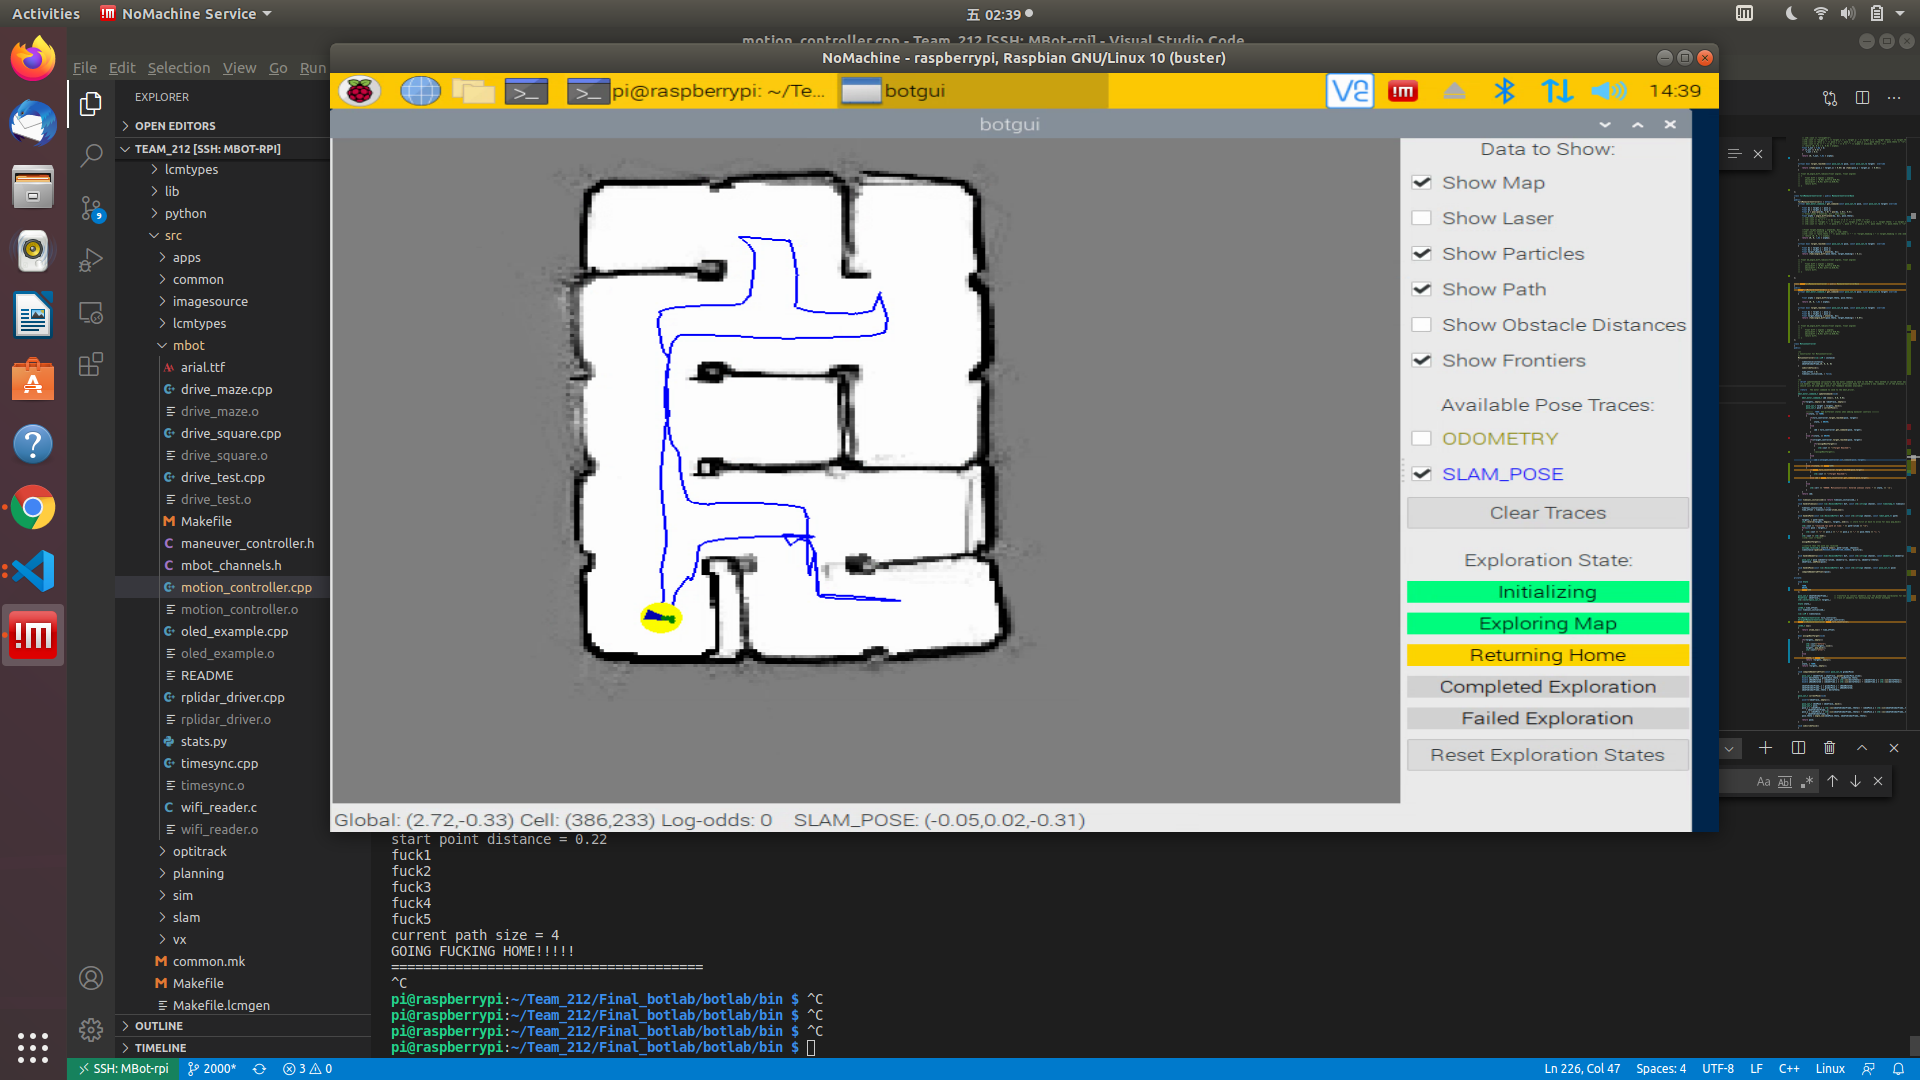 Activities
NoMachine Service
五 02:39
motion_controller.cpp - Team_212 [SSH: MBot-rpi] - Visual Studio Code
NoMachine - raspberrypi, Raspbian GNU/Linux 10 (buster)
File Edit Selection View Go Run
pi@raspberrypi: ~/Te...
botgui
14:39
botgui
EXPLORER
OPEN EDITORS
TEAM_212 [SSH: MBOT-RPI]
lcmtypes
lib
python
src
apps
common
imagesource
lcmtypes
mbot
arial.ttf
drive_maze.cpp
drive_maze.o
drive_square.cpp
drive_square.o
drive_test.cpp
drive_test.o
Makefile
maneuver_controller.h
mbot_channels.h
motion_controller.cpp
motion_controller.o
oled_example.cpp
oled_example.o
README
rplidar_driver.cpp
rplidar_driver.o
stats.py
timesync.cpp
timesync.o
wifi_reader.c
wifi_reader.o
optitrack
planning
sim
slam
vx
common.mk
Makefile
Makefile.lcmgen
OUTLINE
TIMELINE
Data to Show:
Show Map
Show Laser
Show Particles
Show Path
Show Obstacle Distances
Show Frontiers
Available Pose Traces:
ODOMETRY
SLAM_POSE
Clear Traces
Exploration State:
Initializing
Exploring Map
Returning Home
Completed Exploration
Failed Exploration
Reset Exploration States
Global: (2.72,-0.33) Cell: (386,233) Log-odds: 0 SLAM_POSE: (-0.05,0.02,-0.31)
start point distance = 0.22
fuck1
fuck2
fuck3
fuck4
fuck5
current path size = 4
GOING FUCKING HOME!!!!!
========================================
^C
pi@raspberrypi:~/Team_212/Final_botlab/botlab/bin $ ^C
pi@raspberrypi:~/Team_212/Final_botlab/botlab/bin $ ^C
pi@raspberrypi:~/Team_212/Final_botlab/botlab/bin $ ^C
pi@raspberrypi:~/Team_212/Final_botlab/botlab/bin $
Aa Abl .*
9
SSH: MBot-rpi
2000*
3
0
Ln 226, Col 47
Spaces: 4
UTF-8
LF
C++
Linux